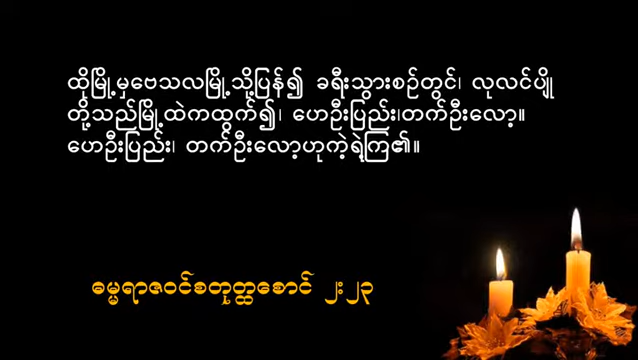 ထိုမြို့မှဗေသလမြို့သို့ပြန်၍ ခရီးသွားစဉ်တွင်၊ လုလင်ပျို
တို့သည်မြို့ထဲကထွက်၍၊ ဟေဦးပြည်း၊တက်ဦးလော့။
ဟေဦးပြည်း၊ တက်ဦးလော့ဟုကဲ့ရဲ့ကြ၏။
ဓမ္မရာဇဝင်စတုတ္ထစောင် ၂း၂၃